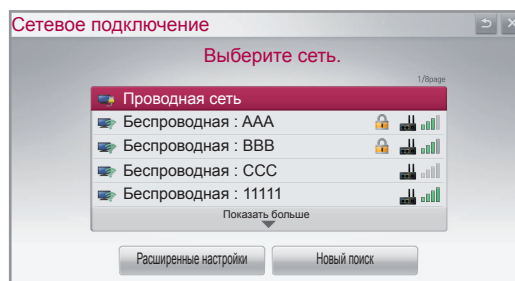 Сетевое подключение
Выберите сеть.
1/8page
Проводная сеть
Беспроводная : AAA
Беспроводная : BBB
Беспроводная : CCC
Беспроводная : 11111
Показать больше
Расширенные настройки Новый поиск